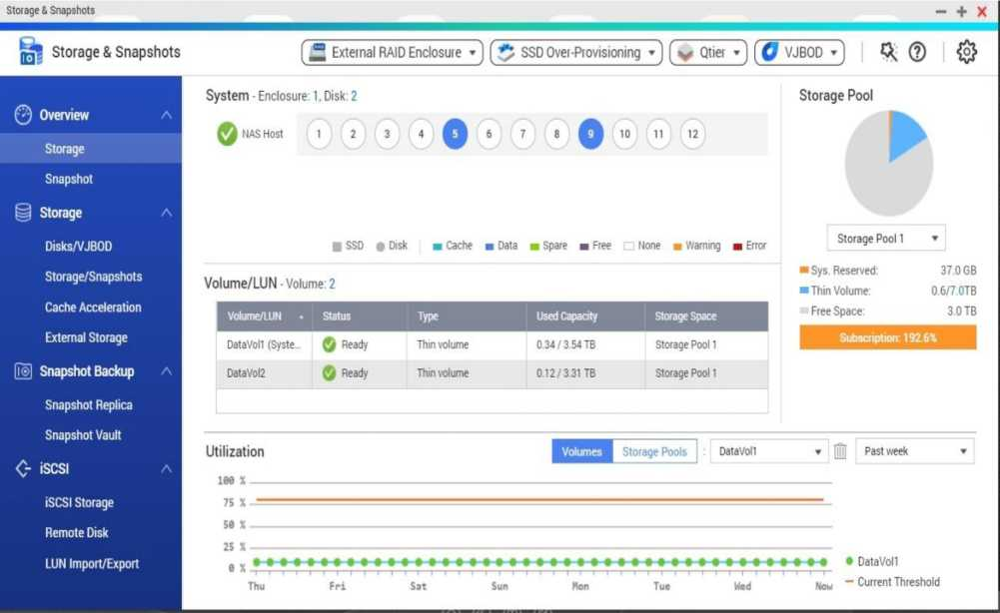 Storage & Snapshots
Storage & Snapshots
External RAID Enclosure
SSD Over-Provisioning
Qtier
VJBOD
Overview
Storage
Snapshot
Storage
Disks/VJBOD
Storage/Snapshots
Cache Acceleration
External Storage
Snapshot Backup
Snapshot Replica
Snapshot Vault
iSCSI
iSCSI Storage
Remote Disk
LUN Import/Export
System - Enclosure: 1, Disk: 2
NAS Host 1 2 3 4 5 6 7 8 9 10 11 12
SSD Disk Cache Data Spare Free None Warning Error
Volume/LUN - Volume: 2
Volume/LUN Status Type Used Capacity Storage Space
DataVol1 (Syste... Ready Thin volume 0.34 / 3.54 TB Storage Pool 1
DataVol2 Ready Thin volume 0.12 / 3.31 TB Storage Pool 1
Storage Pool
Storage Pool 1
Sys. Reserved: 37.0 GB
Thin Volume: 0.6/7.0TB
Free Space: 3.0 TB
Subscription: 192.6%
Utilization
Volumes Storage Pools : DataVol1 Past week
100 %
75 %
50 %
25 %
0 %
Thu Fri Sat Sun Mon Tue Wed Now
DataVol1
Current Threshold